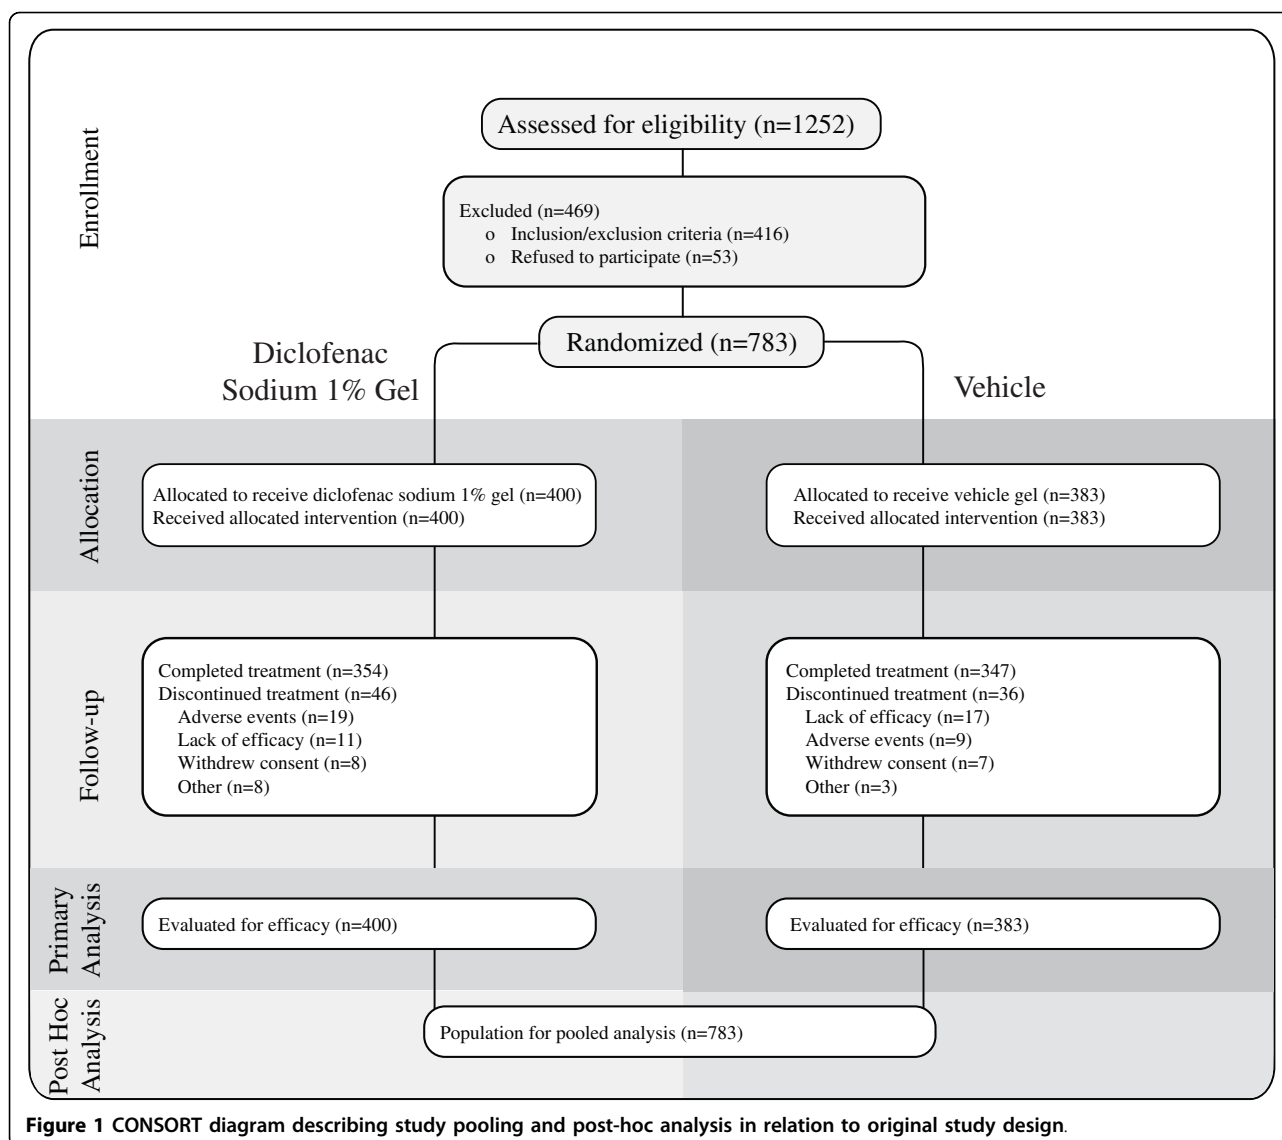 Enrollment
Assessed for eligibility (n=1252)
Excluded (n=469)
o Inclusion/exclusion criteria (n=416)
o Refused to participate (n=53)
Randomized (n=783)
Diclofenac
Sodium 1% Gel
Vehicle
Allocation
Allocated to receive diclofenac sodium 1% gel (n=400)
Received allocated intervention (n=400)
Allocated to receive vehicle gel (n=383)
Received allocated intervention (n=383)
Follow-up
Completed treatment (n=354)
Discontinued treatment (n=46)
Adverse events (n=19)
Lack of efficacy (n=11)
Withdrew consent (n=8)
Other (n=8)
Completed treatment (n=347)
Discontinued treatment (n=36)
Lack of efficacy (n=17)
Adverse events (n=9)
Withdrew consent (n=7)
Other (n=3)
Primary
Analysis
Evaluated for efficacy (n=400)
Evaluated for efficacy (n=383)
Post Hoc
Analysis
Population for pooled analysis (n=783)
Figure 1 CONSORT diagram describing study pooling and post-hoc analysis in relation to original study design.